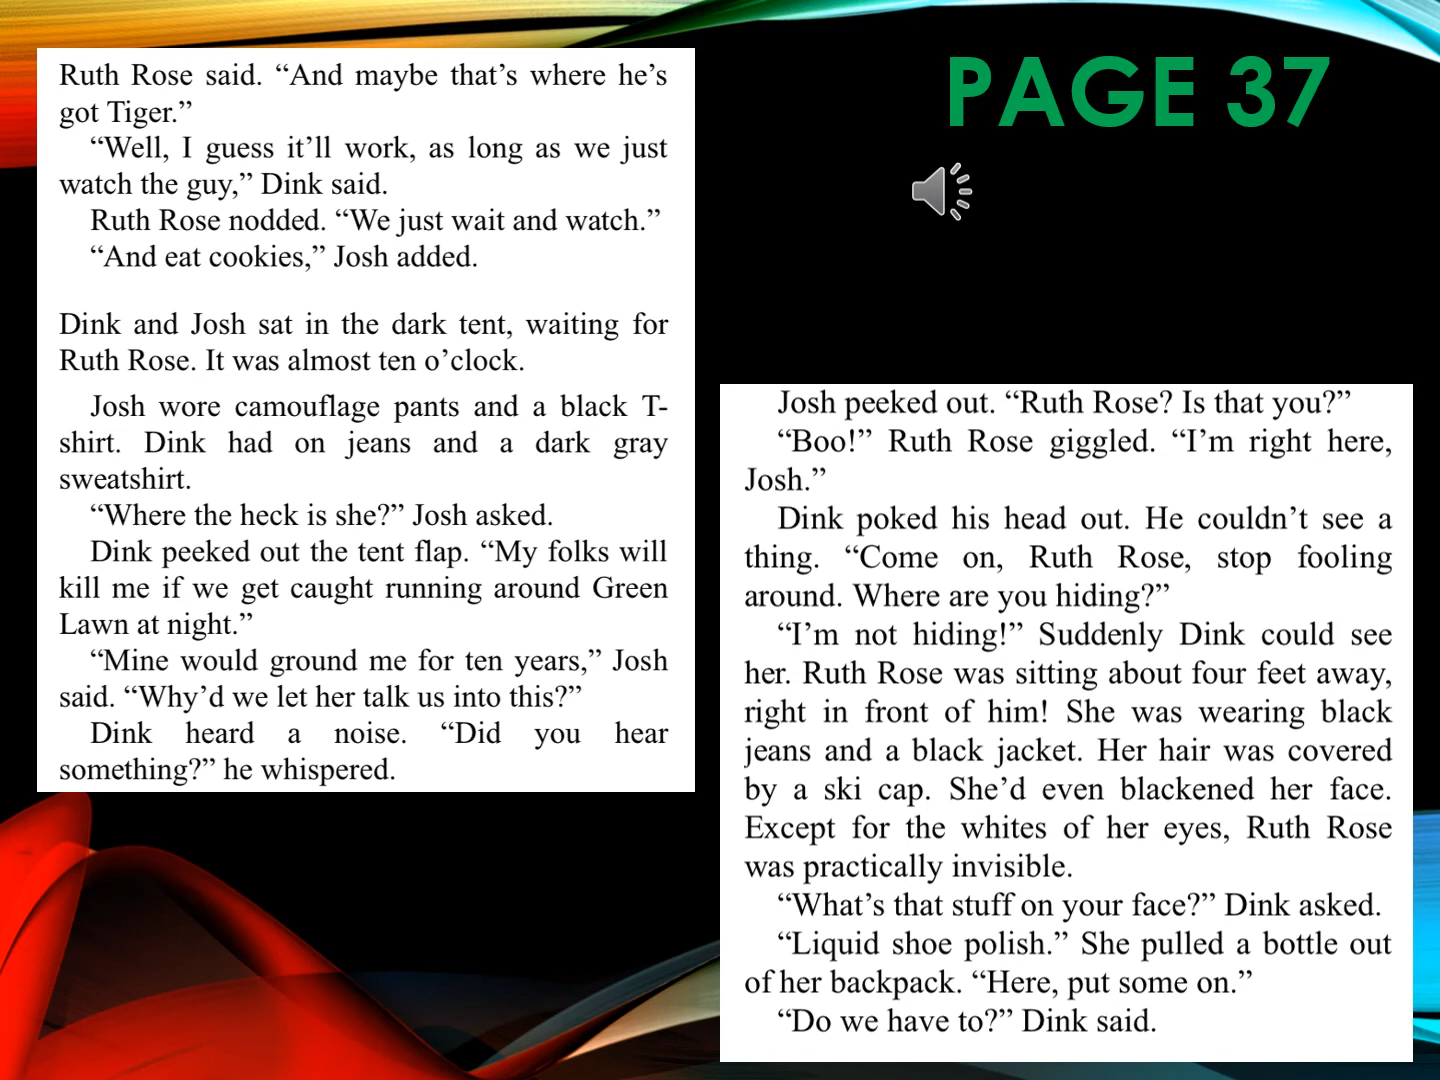 PAGE 37
Ruth Rose said. “And maybe that’s where he’s
got Tiger.”
“Well, I guess it’ll work, as long as we just
watch the guy,” Dink said.
Ruth Rose nodded. “We just wait and watch.”
“And eat cookies,” Josh added.
Dink and Josh sat in the dark tent, waiting for
Ruth Rose. It was almost ten o’clock.
Josh wore camouflage pants and a black T-
shirt. Dink had on jeans and a dark gray
sweatshirt.
“Where the heck is she?” Josh asked.
Dink peeked out the tent flap. “My folks will
kill me if we get caught running around Green
Lawn at night.”
“Mine would ground me for ten years,” Josh
said. “Why’d we let her talk us into this?”
Dink heard a noise. “Did you hear
something?” he whispered.
Josh peeked out. “Ruth Rose? Is that you?”
“Boo!” Ruth Rose giggled. “I’m right here,
Josh.”
Dink poked his head out. He couldn’t see a
thing. “Come on, Ruth Rose, stop fooling
around. Where are you hiding?”
“I’m not hiding!” Suddenly Dink could see
her. Ruth Rose was sitting about four feet away,
right in front of him! She was wearing black
jeans and a black jacket. Her hair was covered
by a ski cap. She’d even blackened her face.
Except for the whites of her eyes, Ruth Rose
was practically invisible.
“What’s that stuff on your face?” Dink asked.
“Liquid shoe polish.” She pulled a bottle out
of her backpack. “Here, put some on.”
“Do we have to?” Dink said.